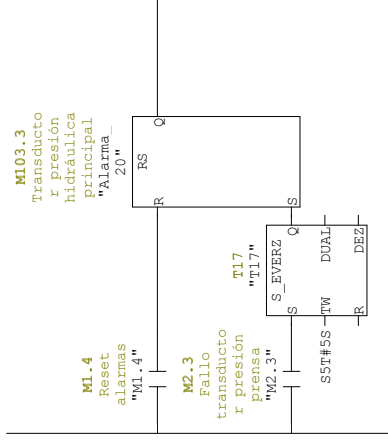 M103.3
Transducto
r presión
hidráulica
principal
"Alarma_
20"
RS
R
Q
S
M1.4
Reset
alarmas
"M1.4"
T17
"T17"
S_EVERZ
S
Q
TW
DUAL
R
DEZ
M2.3
Fallo
transducto
r presión
prensa
"M2.3"
S5T#5S